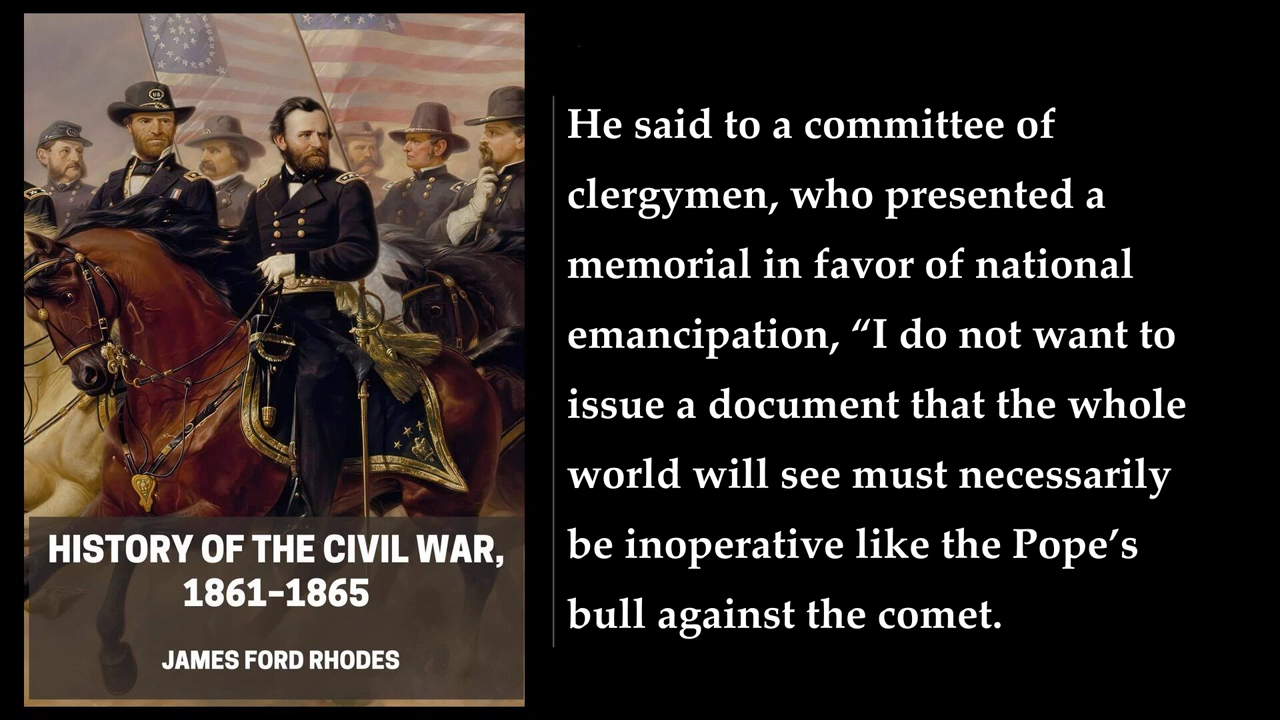 HISTORY OF THE CIVIL WAR,
1861–1865
JAMES FORD RHODES
He said to a committee of
clergymen, who presented a
memorial in favor of national
emancipation, “I do not want to
issue a document that the whole
world will see must necessarily
be inoperative like the Pope’s
bull against the comet.